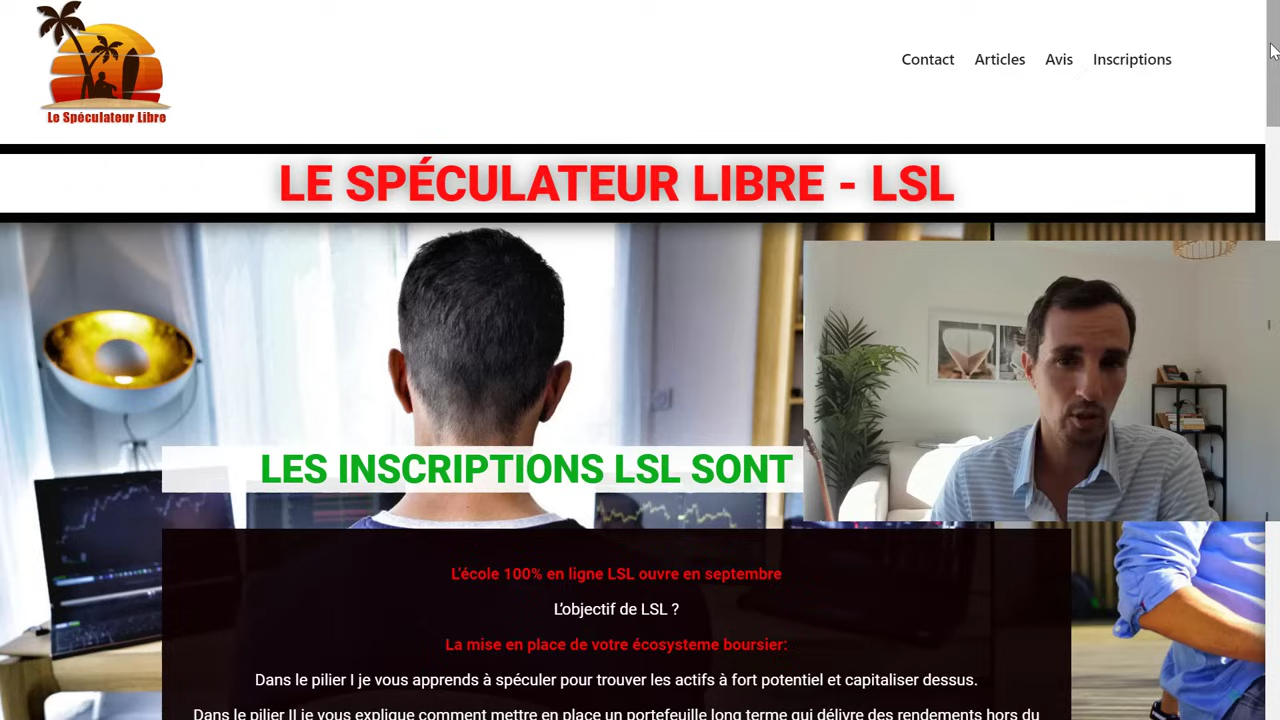 Le Spéculateur Libre
Contact Articles Avis Inscriptions
LE SPÉCULATEUR LIBRE - LSL
LES INSCRIPTIONS LSL SONT
L'école 100% en ligne LSL ouvre en septembre
L'objectif de LSL ?
La mise en place de votre écosysteme boursier:
Dans le pilier I je vous apprends à spéculer pour trouver les actifs à fort potentiel et capitaliser dessus.
Dans le pilier II je vous explique comment mettre en place un portefeuille long terme qui délivre des rendements hors du